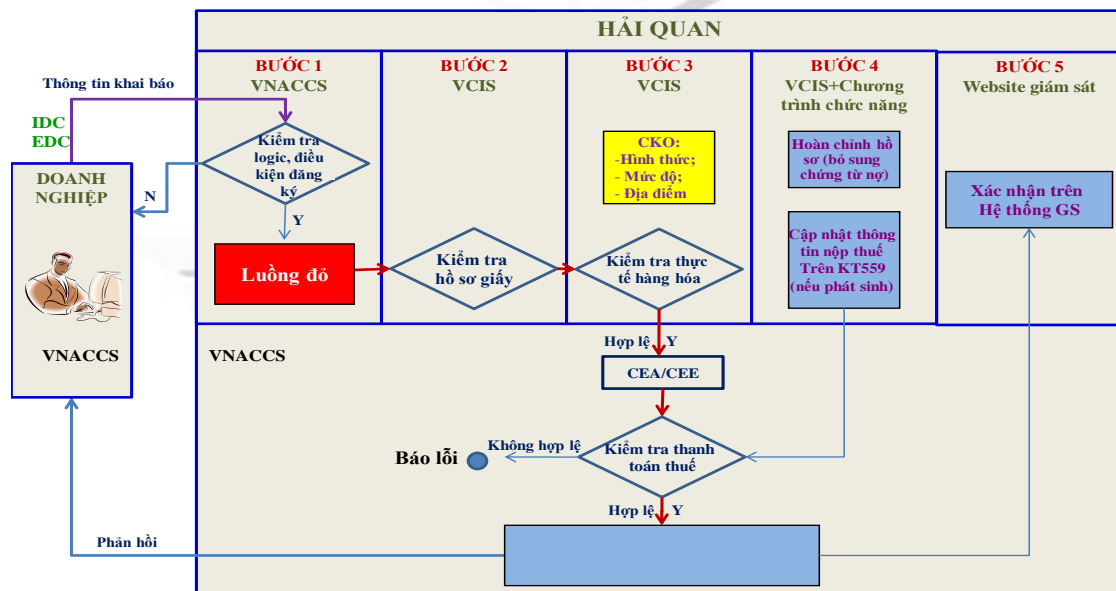 HẢI QUAN
BƯỚC 1
VNACCS
BƯỚC 2
VCIS
BƯỚC 3
VCIS
BƯỚC 4
VCIS+Chương
trình chức năng
BƯỚC 5
Website giám sát
Thông tin khai báo
IDC
EDC
DOANH
NGHIỆP
VNACCS
Kiểm tra
logic, điều
kiện đăng
ký
N
Y
Luồng đỏ
Kiểm tra
hồ sơ giấy
CKO:
-Hình thức;
- Mức độ;
- Địa điểm
Kiểm tra thực
tế hàng hóa
Hoàn chỉnh hồ
sơ (bỏ sung
chứng từ nợ)
Cập nhật thông
tin nộp thuế
Trên KT559
(nếu phát sinh)
Xác nhận trên
Hệ thống GS
VNACCS
Hợp lệ Y
CEA/CEE
Kiểm tra thanh
toán thuế
Không hợp lệ
Báo lỗi
Hợp lệ Y
Phản hồi